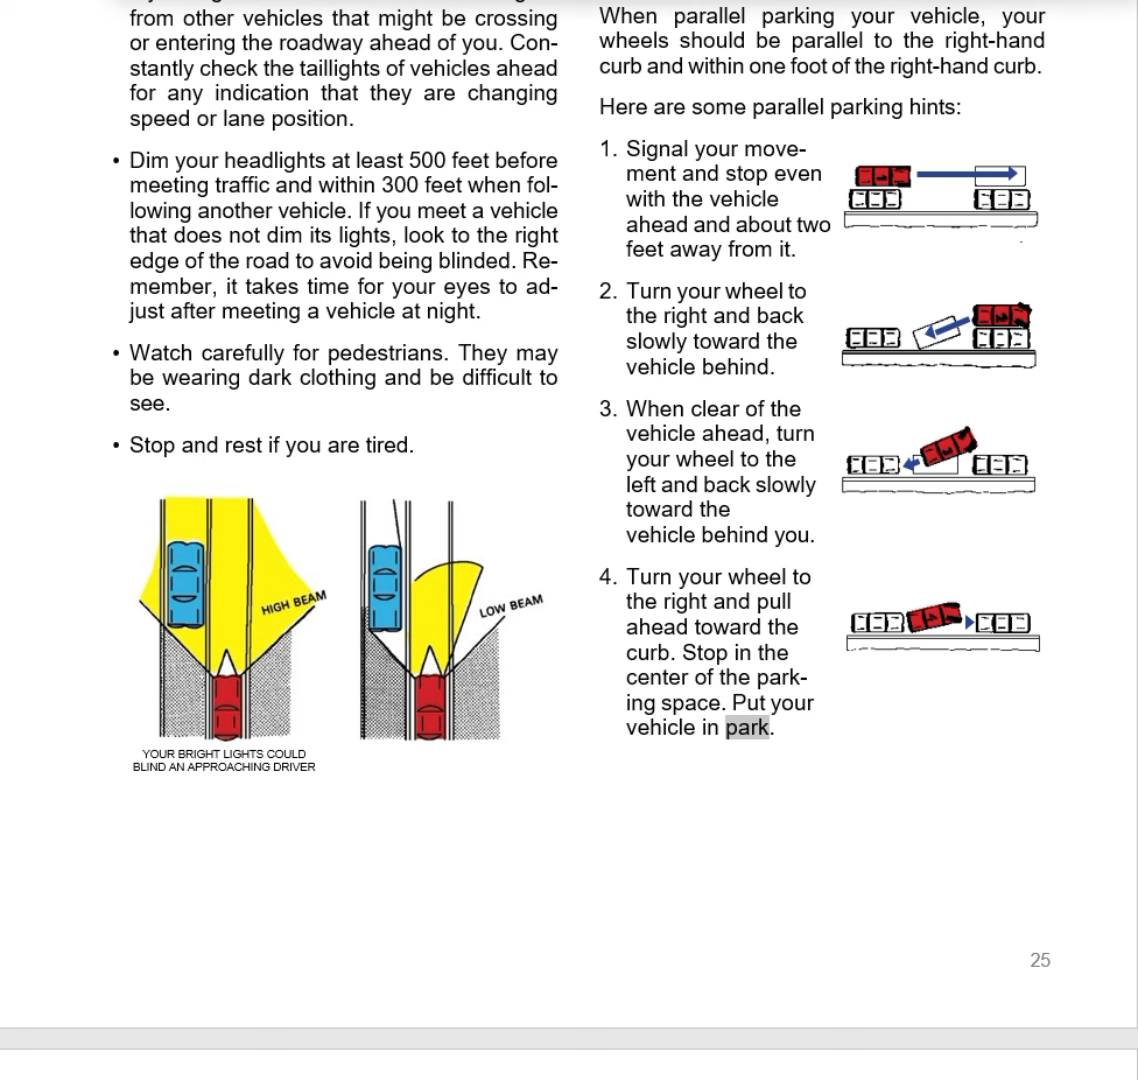 from other vehicles that might be crossing
or entering the roadway ahead of you. Con-
stantly check the taillights of vehicles ahead
for any indication that they are changing
speed or lane position.
• Dim your headlights at least 500 feet before
meeting traffic and within 300 feet when fol-
lowing another vehicle. If you meet a vehicle
that does not dim its lights, look to the right
edge of the road to avoid being blinded. Re-
member, it takes time for your eyes to ad-
just after meeting a vehicle at night.
• Watch carefully for pedestrians. They may
be wearing dark clothing and be difficult to
see.
• Stop and rest if you are tired.
HIGH BEAM
LOW BEAM
YOUR BRIGHT LIGHTS COULD
BLIND AN APPROACHING DRIVER
When parallel parking your vehicle, your
wheels should be parallel to the right-hand
curb and within one foot of the right-hand curb.
Here are some parallel parking hints:
1. Signal your move-
ment and stop even
with the vehicle
ahead and about two
feet away from it.
2. Turn your wheel to
the right and back
slowly toward the
vehicle behind.
3. When clear of the
vehicle ahead, turn
your wheel to the
left and back slowly
toward the
vehicle behind you.
4. Turn your wheel to
the right and pull
ahead toward the
curb. Stop in the
center of the park-
ing space. Put your
vehicle in park.
25